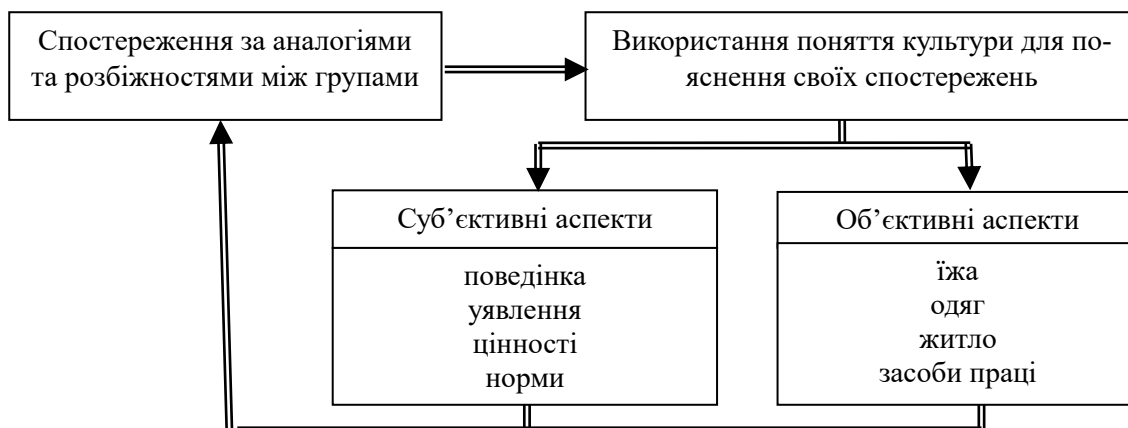 Спостереження за аналогіями
та розбіжностями між групами
Використання поняття культури для по-
яснення своїх спостережень
Суб’єктивні аспекти
поведінка
уявлення
цінності
норми
Об’єктивні аспекти
їжа
одяг
житло
засоби праці